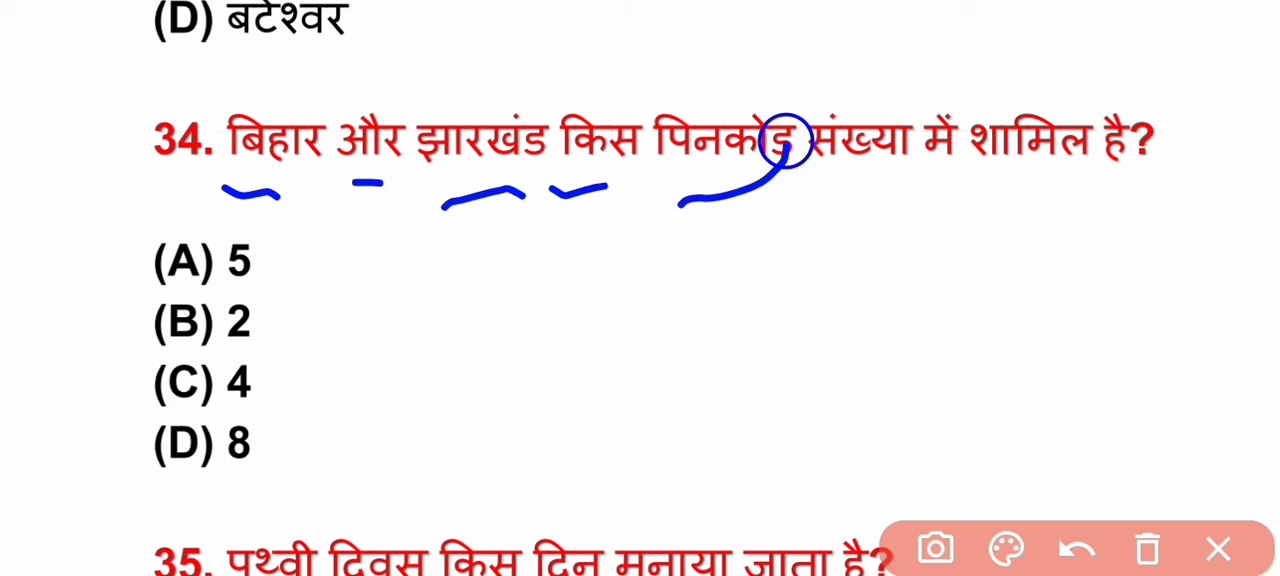 (D) बटेश्वर
34. बिहार और झारखंड किस पिनकोड संख्या में शामिल है?
(A) 5
(B) 2
(C) 4
(D) 8
35. पृथ्वी दिवस किस दिन मनाया जाता है?